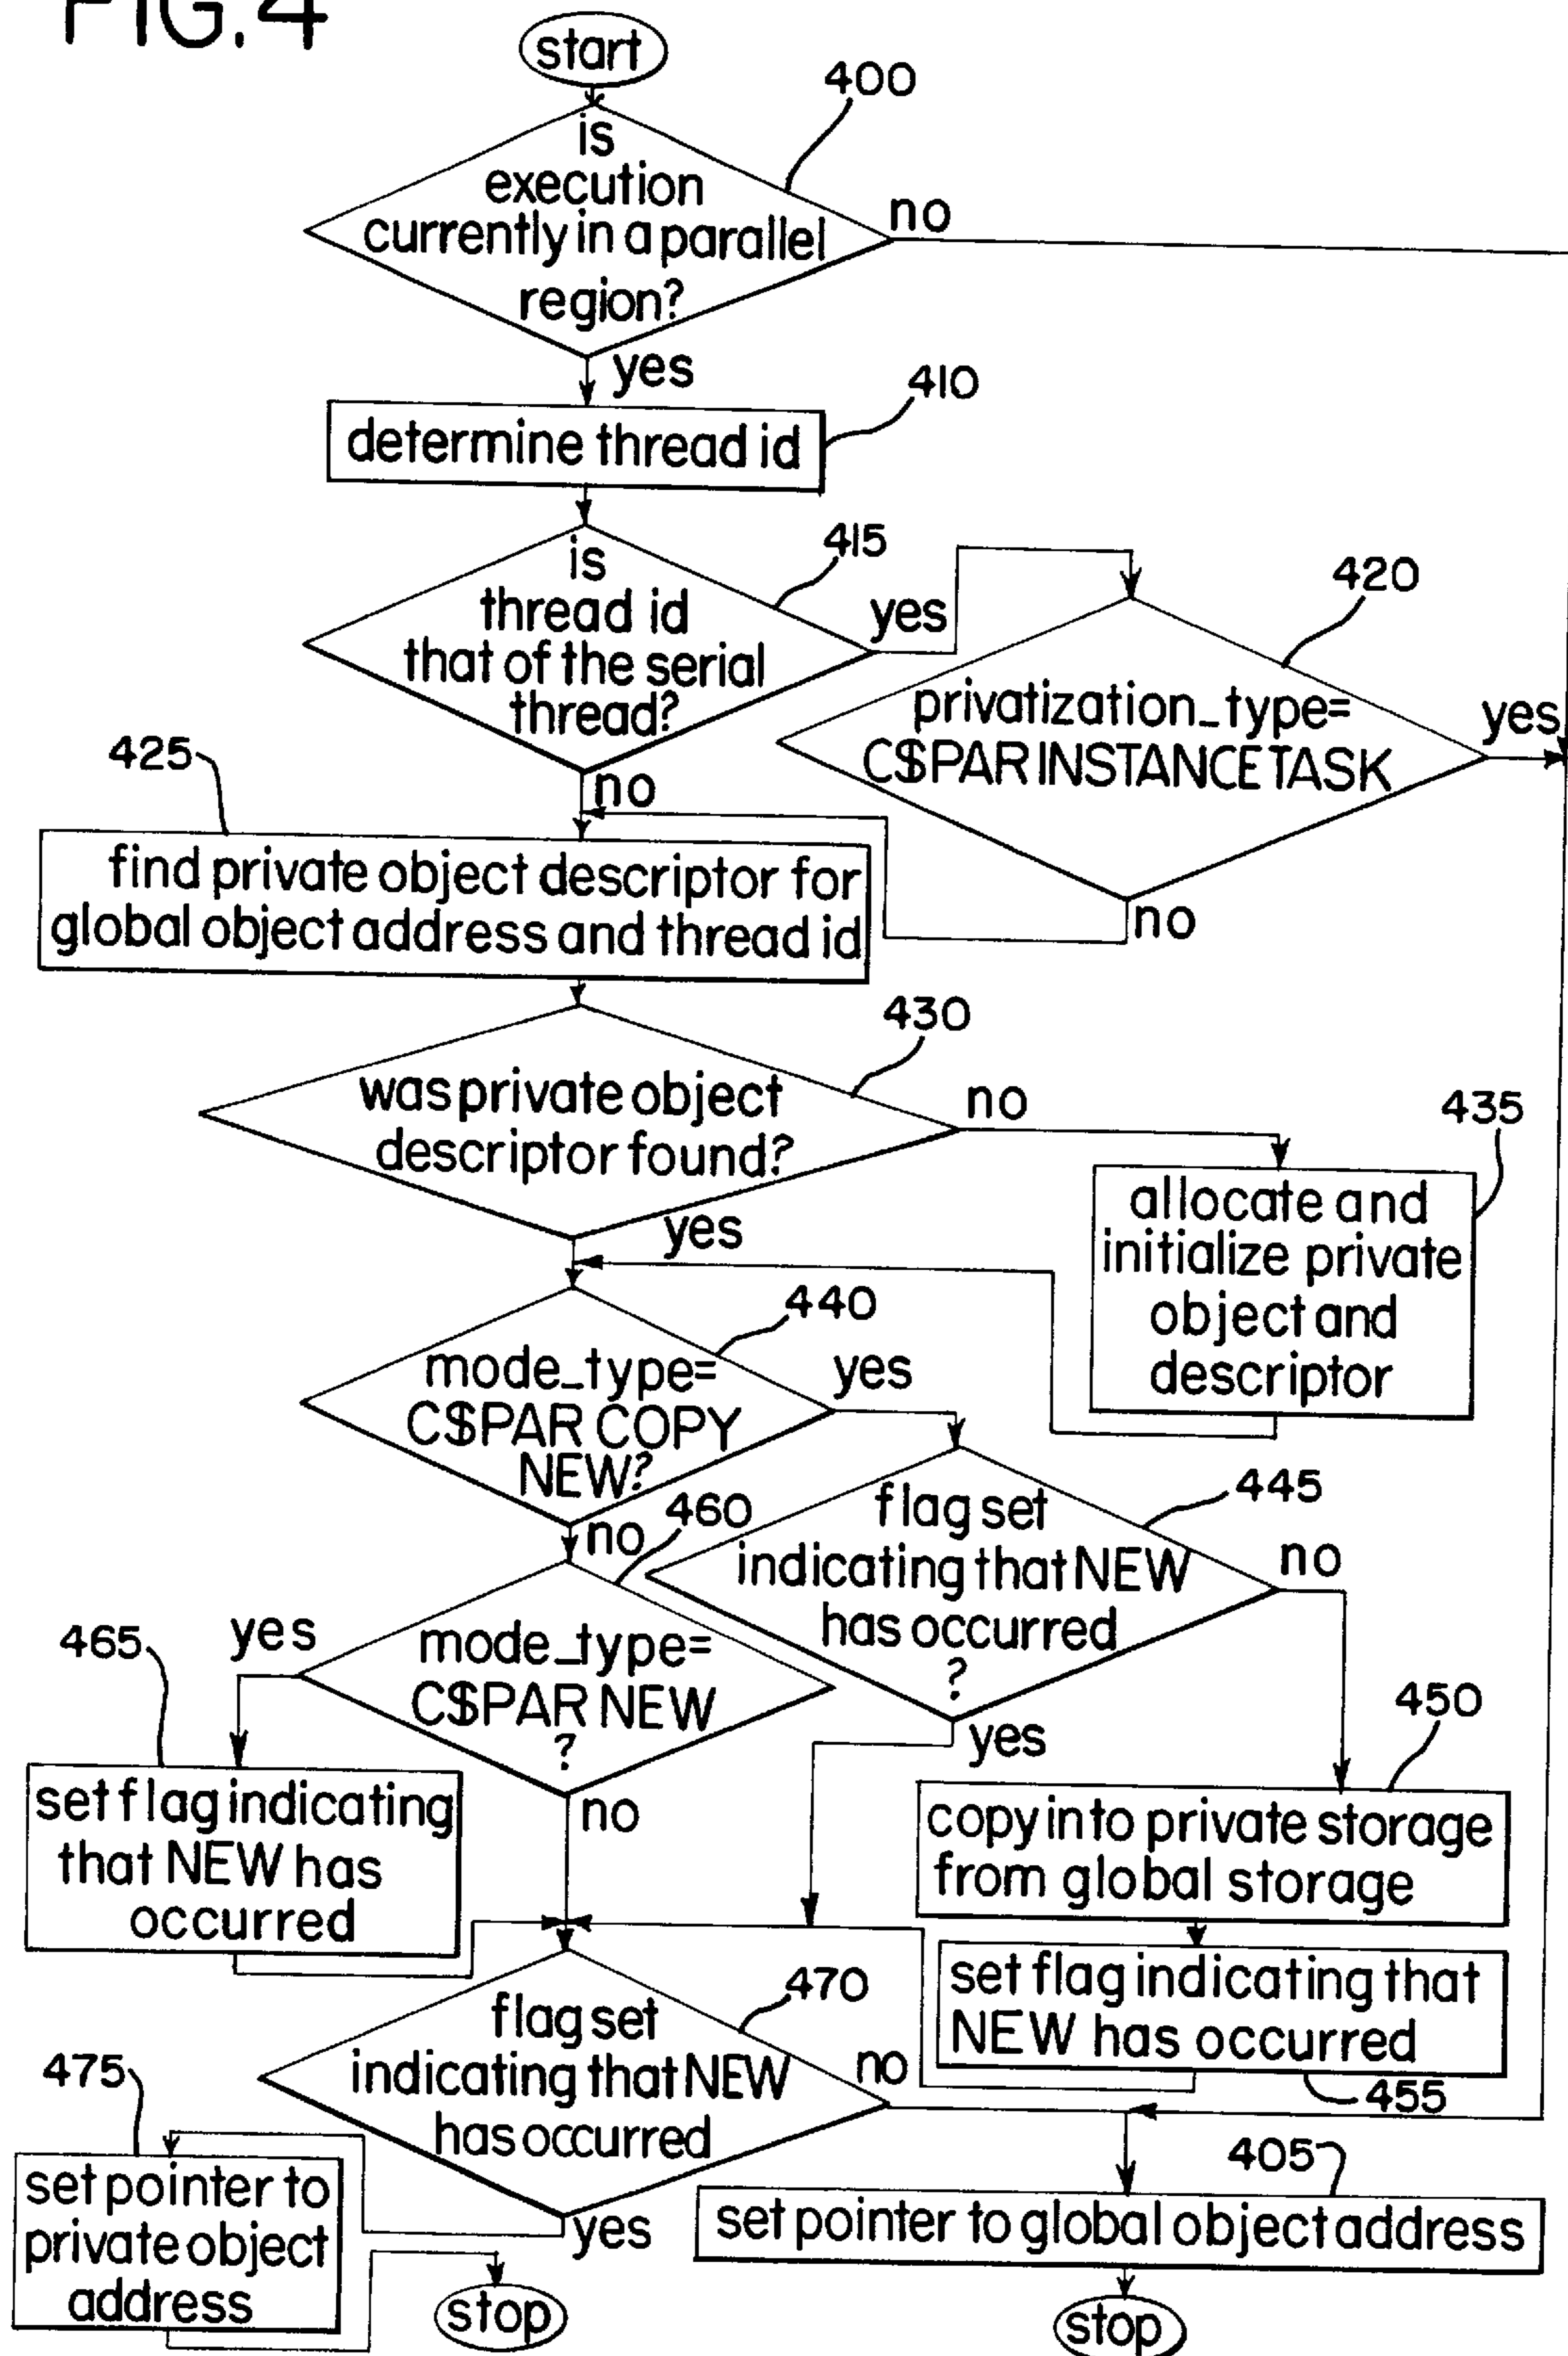 FIG.4
start
400
is
execution
currently in a parallel
region?
no
yes
410
determine thread id
415
is
thread id
that of the serial
thread?
yes
420
privatization_type=
C$PAR INSTANCE TASK
yes
no
425
no
find private object descriptor for
global object address and thread id
430
was private object
descriptor found?
no
435
yes
allocate and
initialize private
object and
descriptor
440
mode_type=
C$PAR COPY
NEW?
yes
445
flag set
indicating that NEW
has occurred
?
no
no
460
yes
465
mode_type=
C$PAR NEW
?
yes
450
no
set flag indicating
that NEW has
occurred
copy into private storage
from global storage
set flag indicating that
NEW has occurred
455
470
flag set
indicating that NEW
has occurred
no
475
405
yes
set pointer to
private object
address
set pointer to global object address
stop
stop